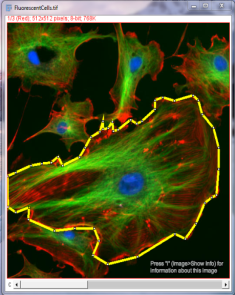 FluorescentCells.tif
1/3 (Red); 512x512 pixels; 8-bit; 768K
Press "I" (Image>Show Info) for
information about this image
c